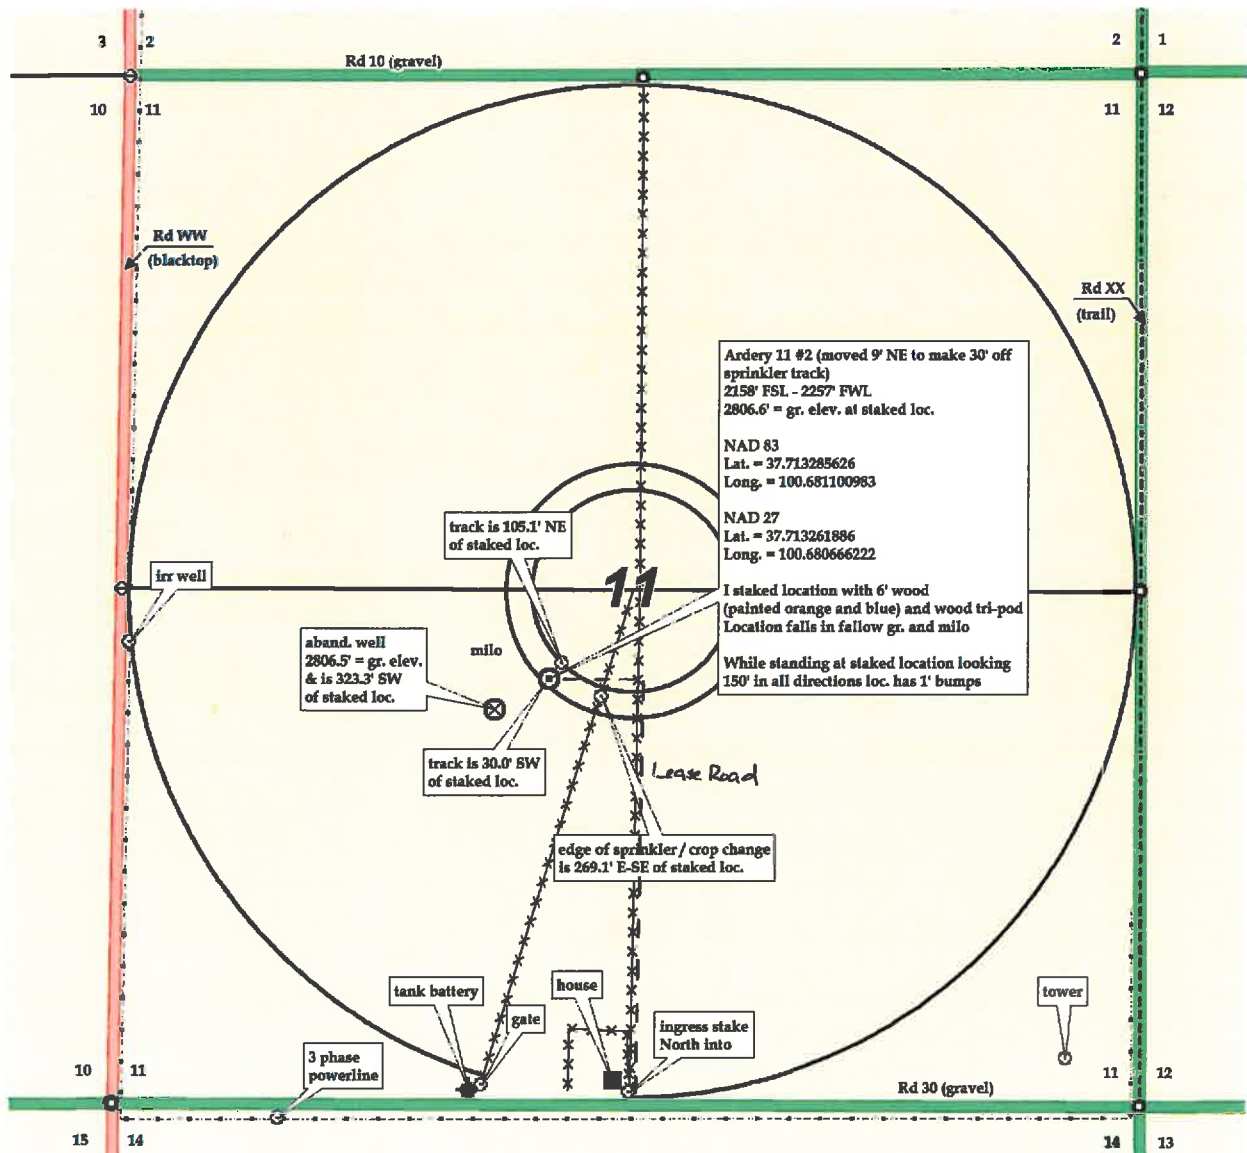 3 2
2 1
Rd 10 (gravel)
10 11
11 12
Rd WW
(blacktop)
Rd XX
(trail)
Ardery 11 #2 (moved 9' NE to make 30' off
sprinkler track)
2158' FSL - 2257' FWL
2806.6' = gr. elev. at staked loc.
NAD 83
Lat. = 37.713285626
Long. = 100.681100983
NAD 27
Lat. = 37.713261886
Long. = 100.680666222
I staked location with 6' wood
(painted orange and blue) and wood tri-pod
Location falls in fallow gr. and milo
While standing at staked location looking
150' in all directions loc. has 1' bumps
track is 105.1' NE
of staked loc.
irr well
11
aband. well
2806.5' = gr. elev.
& is 323.3' SW
of staked loc.
milo
track is 30.0' SW
of staked loc.
Lease Road
edge of sprinkler / crop change
is 269.1' E-SE of staked loc.
tank battery
house
tower
gate
ingress stake
North into
3 phase
powerline
10 11
11 12
Rd 30 (gravel)
15 14
14 13